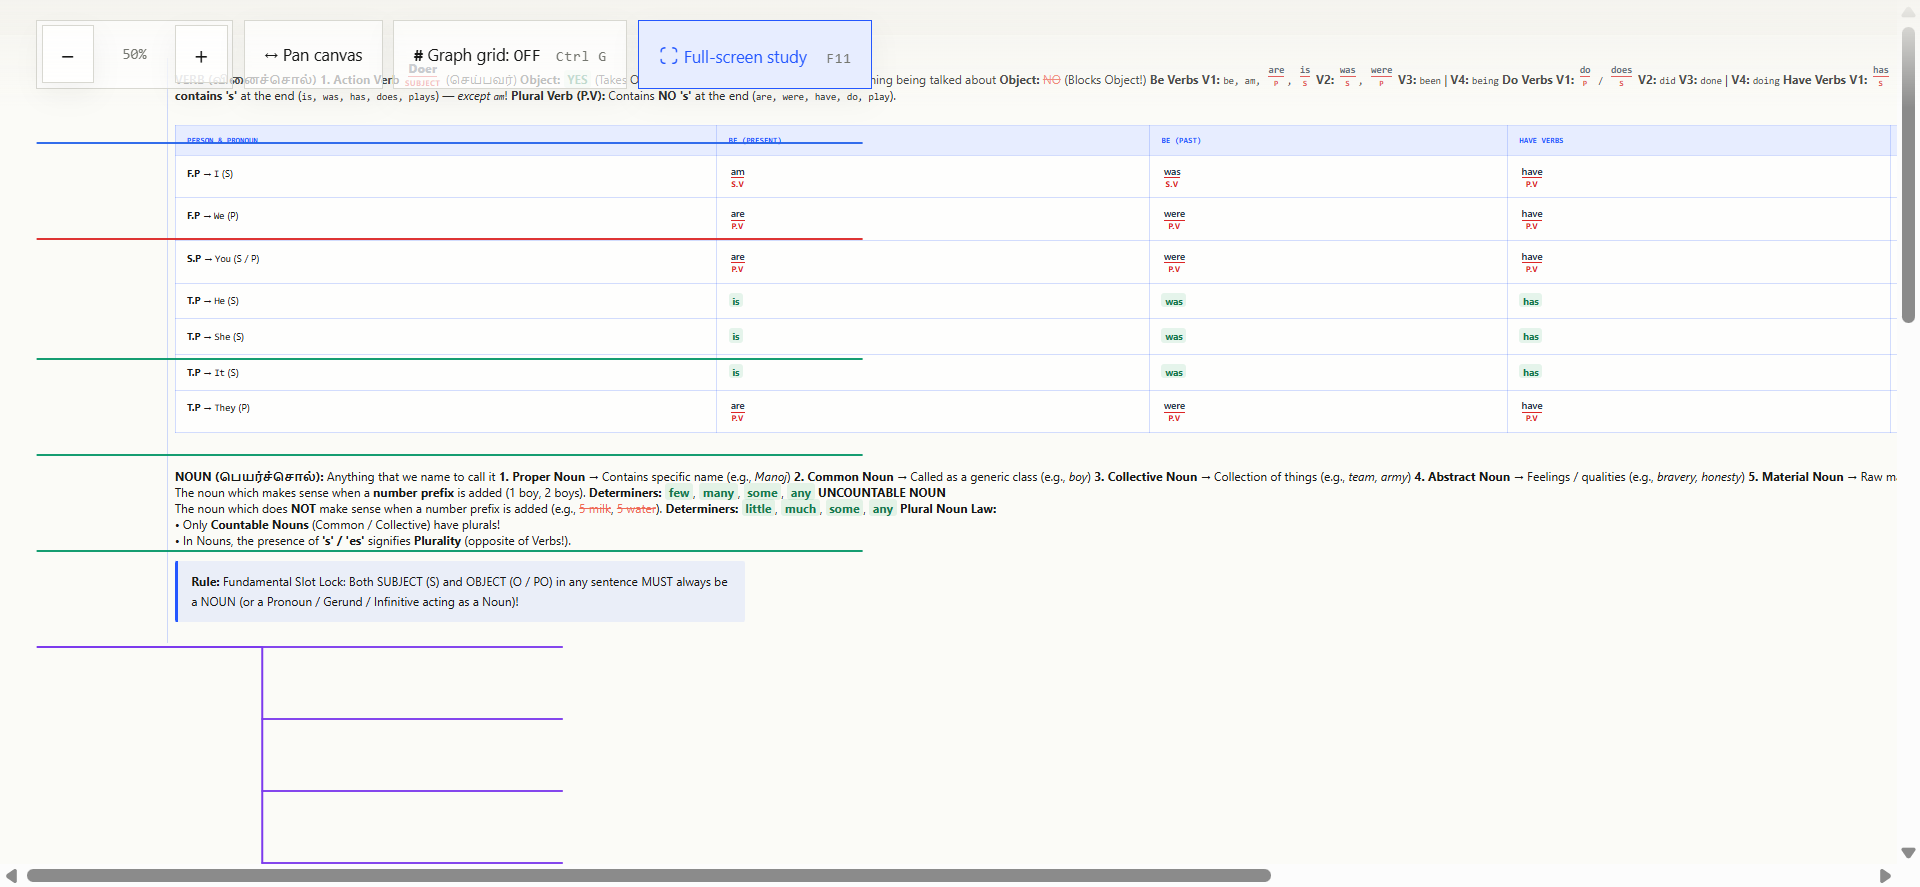 − 50% + ↔ Pan canvas # Graph grid: OFF Ctrl G Full-screen study F11
VERB (வினைச்சொல்) 1. Action Verb Doer SUBJECT (செய்பவர்) Object: YES (Takes O
ning being talked about Object: NO (Blocks Object!) Be Verbs V1: be, am, are P , is S V2: was S , were P V3: been | V4: being Do Verbs V1: do P / does S V2: did V3: done | V4: doing Have Verbs V1: has S
contains 's' at the end (is, was, has, does, plays) — except am! Plural Verb (P.V): Contains NO 's' at the end (are, were, have, do, play).
PERSON & PRONOUN BE (PRESENT) BE (PAST) HAVE VERBS
F.P → I (S) am S.V was S.V have P.V
F.P → We (P) are P.V were P.V have P.V
S.P → You (S / P) are P.V were P.V have P.V
T.P → He (S) is was has
T.P → She (S) is was has
T.P → It (S) is was has
T.P → They (P) are P.V were P.V have P.V
NOUN (பெயர்ச்சொல்): Anything that we name to call it 1. Proper Noun → Contains specific name (e.g., Manoj) 2. Common Noun → Called as a generic class (e.g., boy) 3. Collective Noun → Collection of things (e.g., team, army) 4. Abstract Noun → Feelings / qualities (e.g., bravery, honesty) 5. Material Noun → Raw m
The noun which makes sense when a number prefix is added (1 boy, 2 boys). Determiners: few , many , some , any UNCOUNTABLE NOUN
The noun which does NOT make sense when a number prefix is added (e.g., 5 milk, 5 water). Determiners: little , much , some , any Plural Noun Law:
• Only Countable Nouns (Common / Collective) have plurals!
• In Nouns, the presence of 's' / 'es' signifies Plurality (opposite of Verbs!).
Rule: Fundamental Slot Lock: Both SUBJECT (S) and OBJECT (O / PO) in any sentence MUST always be
a NOUN (or a Pronoun / Gerund / Infinitive acting as a Noun)!